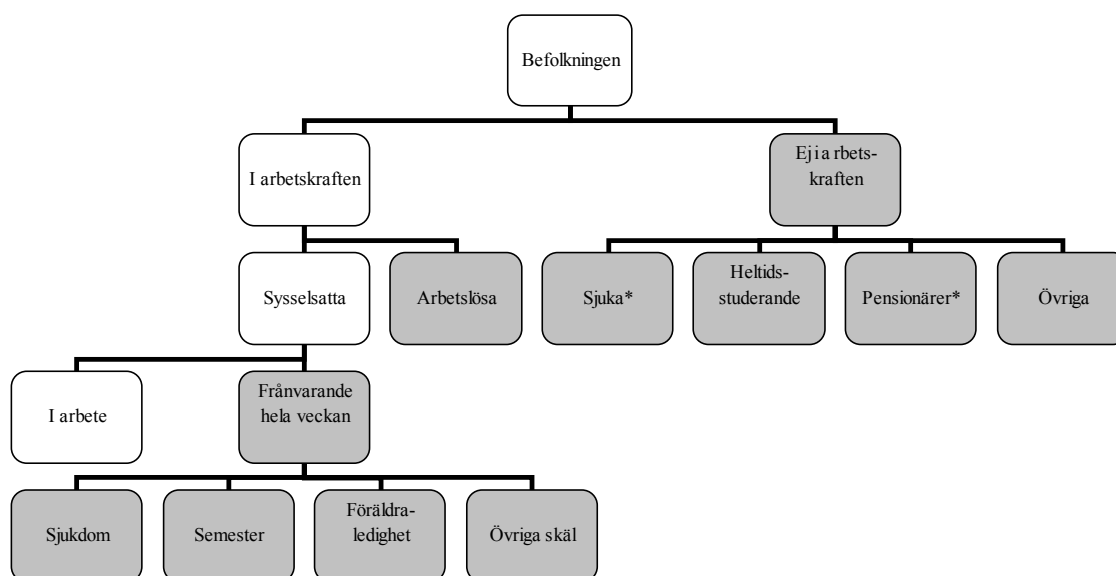 Befolkningen
I arbetskraften
Ej i a rbets-
kraften
Sysselsatta
Arbetslösa
Sjuka*
Heltids-
studerande
Pensionärer*
Övriga
I arbete
Frånvarande
hela veckan
Sjukdom
Semester
Föräldra-
ledighet
Övriga skäl